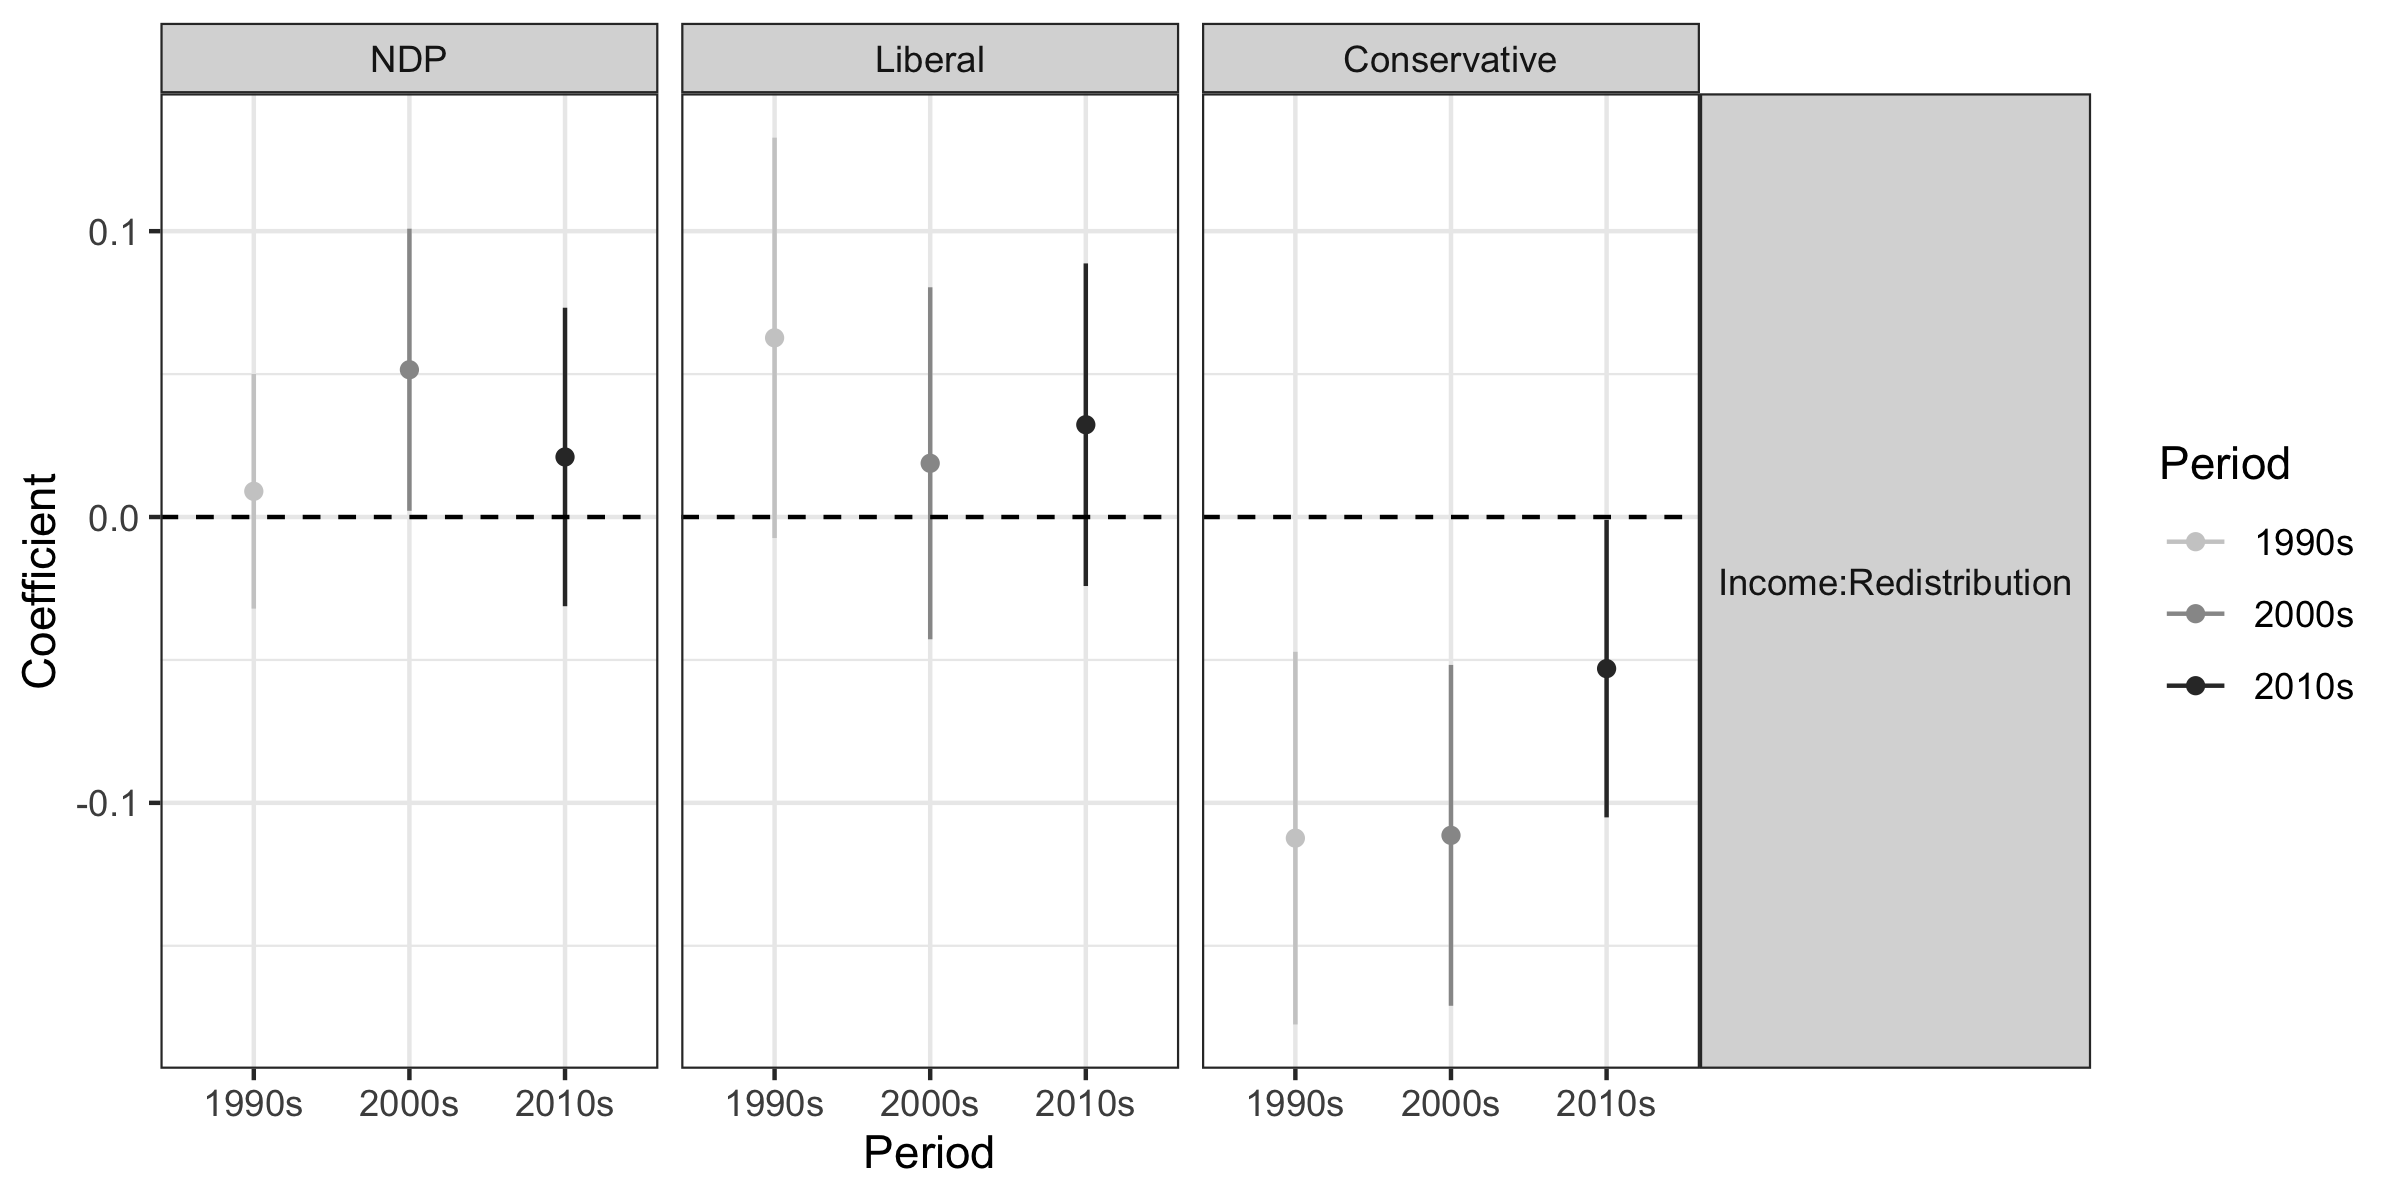 NDP
Liberal
Conservative
Coefficient
0.1
0.0
-0.1
Income:Redistribution
1990s 2000s 2010s
1990s 2000s 2010s
1990s 2000s 2010s
Period
Period
1990s
2000s
2010s